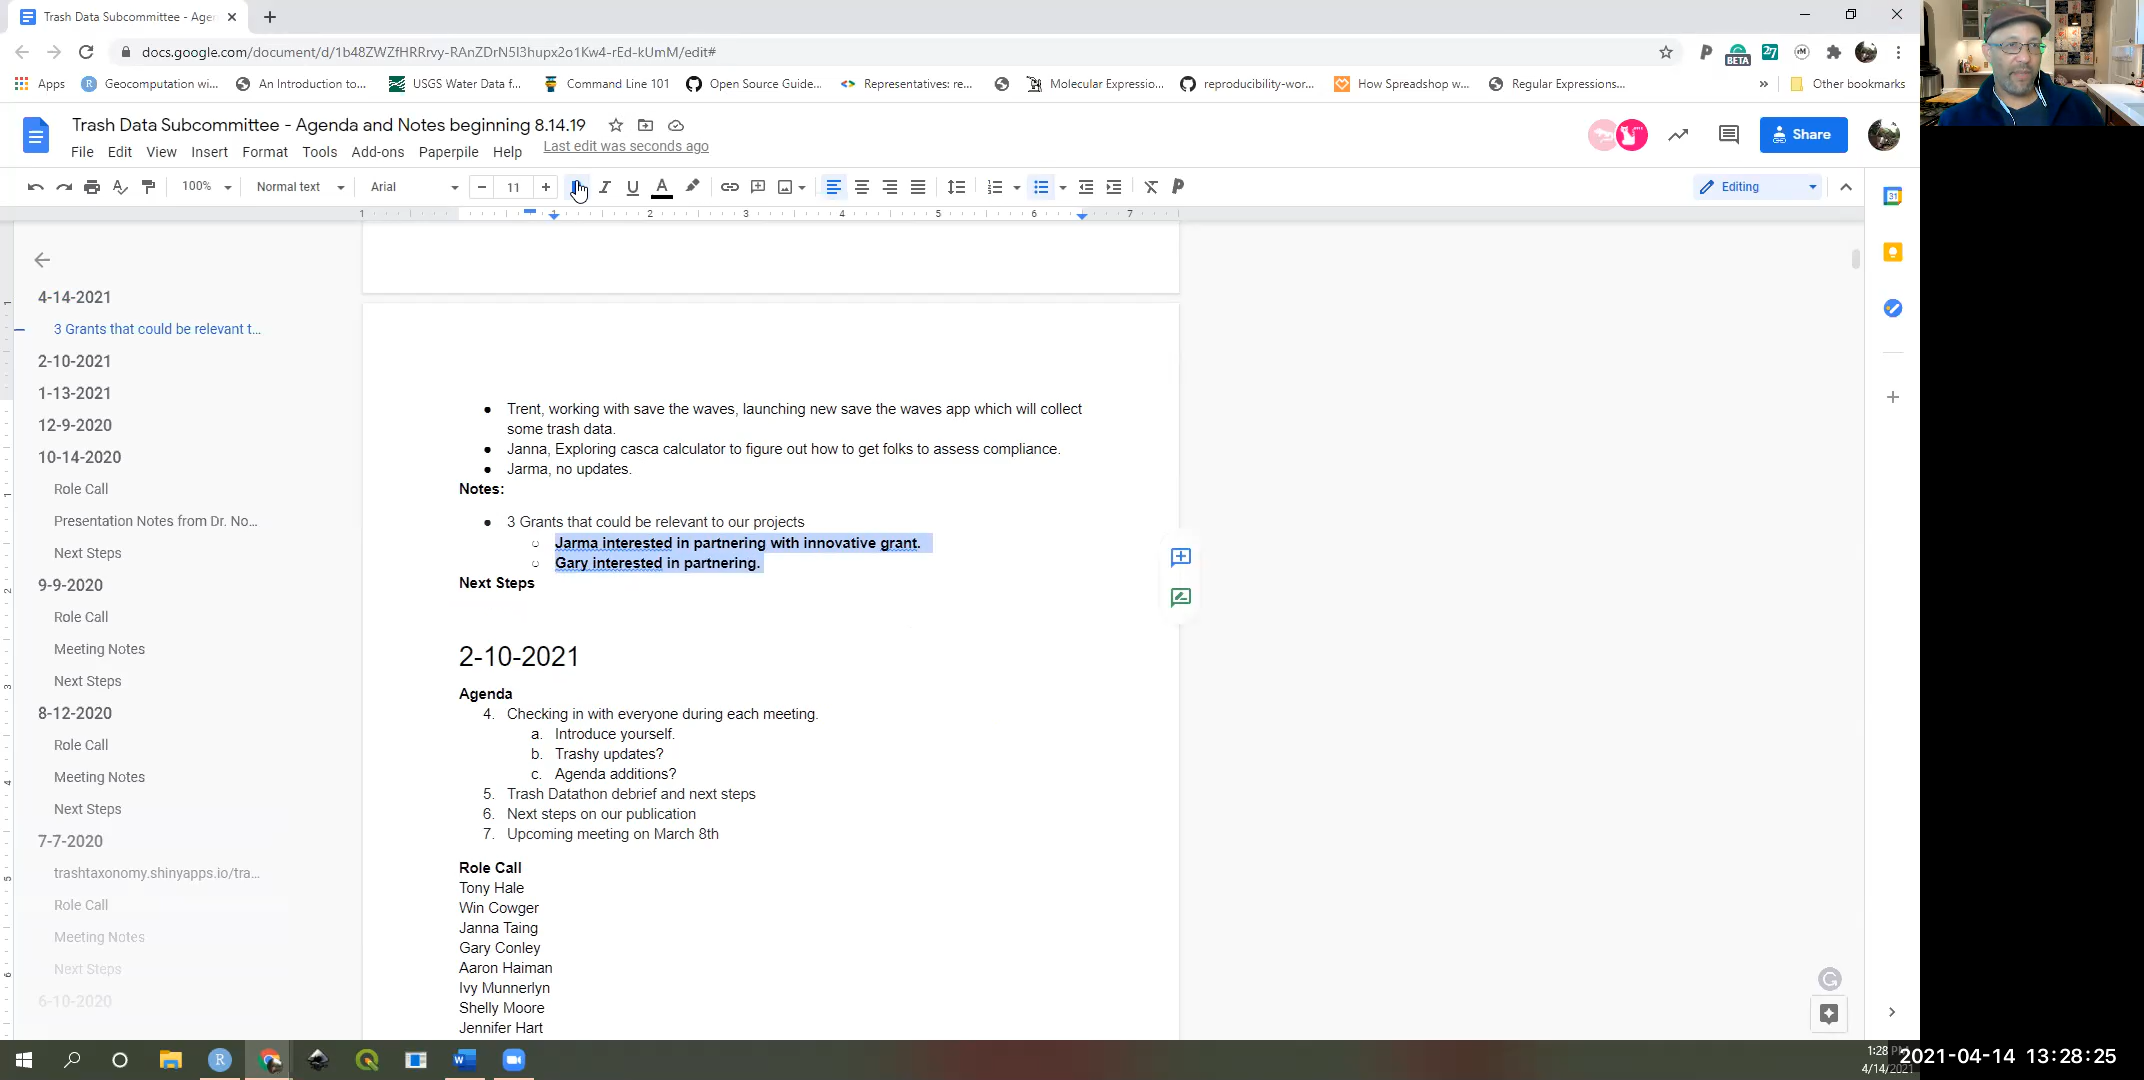 Trash Data Subcommittee - Age
docs.google.com/document/d/1b48ZWZfHRRrvy-RAnZDrN5I3hupx2o1Kw4-rEd-kUmM/edit#
BETA
27
Apps
Geocomputation wi...
An Introduction to...
USGS Water Data f...
Command Line 101
Open Source Guide...
Representatives: re...
Molecular Expressio...
reproducibility-wor...
How Spreadshop w...
Regular Expressions...
»
Other bookmarks
Trash Data Subcommittee - Agenda and Notes beginning 8.14.19
Share
File Edit View Insert Format Tools Add-ons Paperpile Help Last edit was seconds ago
100% Normal text Arial 11
Editing
31
1 1 2 3 4 5 6 7
4-14-2021
3 Grants that could be relevant t...
2-10-2021
1-13-2021
12-9-2020
10-14-2020
Role Call
Presentation Notes from Dr. No...
Next Steps
9-9-2020
Role Call
Meeting Notes
Next Steps
8-12-2020
Role Call
Meeting Notes
Next Steps
7-7-2020
trashtaxonomy.shinyapps.io/tra...
Role Call
Meeting Notes
Next Steps
6-10-2020
● Trent, working with save the waves, launching new save the waves app which will collect
some trash data.
● Janna, Exploring casca calculator to figure out how to get folks to assess compliance.
● Jarma, no updates.
Notes:
● 3 Grants that could be relevant to our projects
○ Jarma interested in partnering with innovative grant.
○ Gary interested in partnering.
Next Steps
2-10-2021
Agenda
4. Checking in with everyone during each meeting.
a. Introduce yourself.
b. Trashy updates?
c. Agenda additions?
5. Trash Datathon debrief and next steps
6. Next steps on our publication
7. Upcoming meeting on March 8th
Role Call
Tony Hale
Win Cowger
Janna Taing
Gary Conley
Aaron Haiman
Ivy Munnerlyn
Shelly Moore
Jennifer Hart
1:28 PM
4/14/2021
2021-04-14 13:28:25